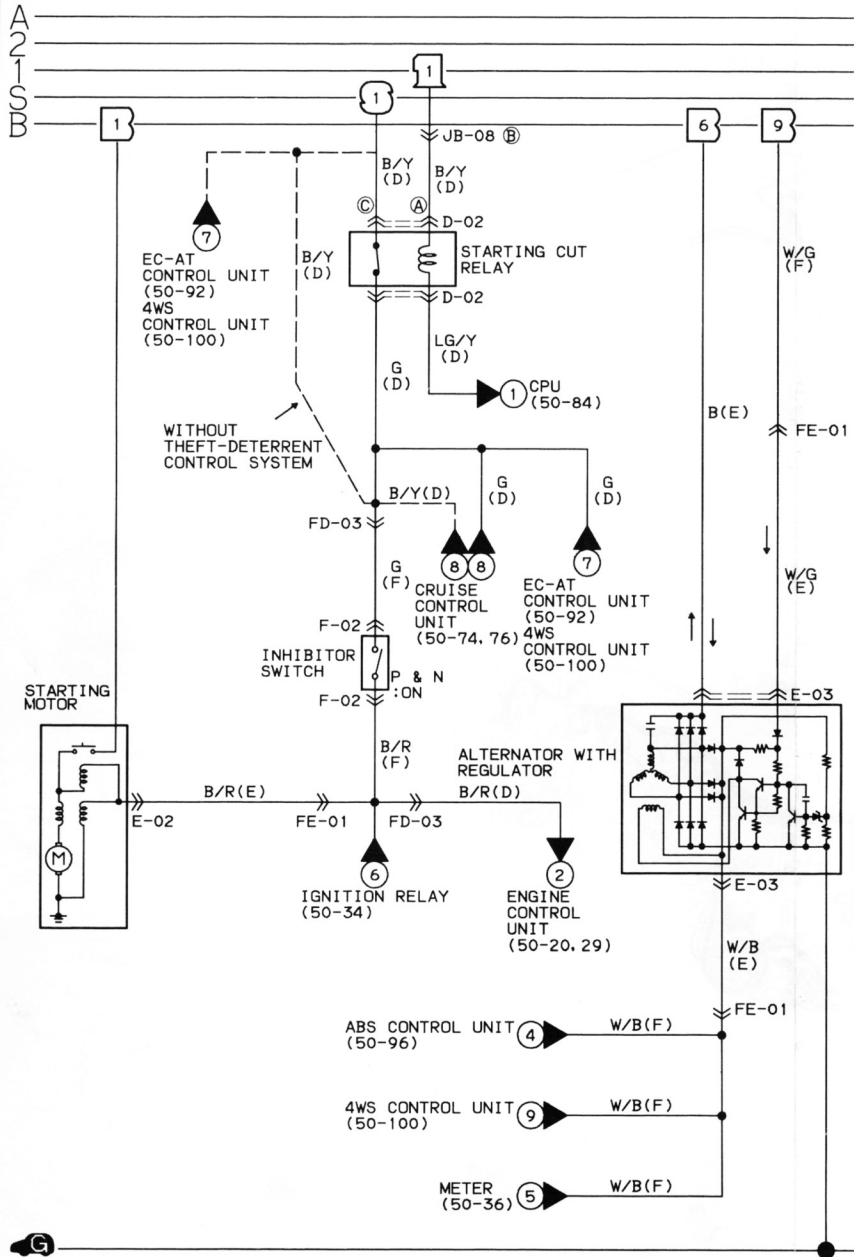 A
2
1
S
B
1
1
1
6
9
JB-08 Ⓑ
B/Y
(D)
B/Y
(D)
Ⓒ
Ⓐ
D-02
7
EC-AT
CONTROL UNIT
(50-92)
4WS
CONTROL UNIT
(50-100)
B/Y
(D)
STARTING CUT
RELAY
D-02
W/G
(F)
G
(D)
LG/Y
(D)
1
CPU
(50-84)
B(E)
FE-01
WITHOUT
THEFT-DETERRENT
CONTROL SYSTEM
B/Y(D)
G
(D)
G
(D)
FD-03
8
8
7
G
(F)
CRUISE
CONTROL
UNIT
(50-74,76)
EC-AT
CONTROL UNIT
(50-92)
4WS
CONTROL UNIT
(50-100)
W/G
(E)
F-02
INHIBITOR
SWITCH
P & N
:ON
F-02
E-03
STARTING
MOTOR
B/R
(F)
ALTERNATOR WITH
REGULATOR
B/R(E)
B/R(D)
E-02
FE-01
FD-03
M
6
IGNITION RELAY
(50-34)
2
ENGINE
CONTROL
UNIT
(50-20,29)
E-03
W/B
(E)
FE-01
ABS CONTROL UNIT
(50-96)
4
W/B(F)
4WS CONTROL UNIT
(50-100)
9
W/B(F)
METER
(50-36)
5
W/B(F)
G